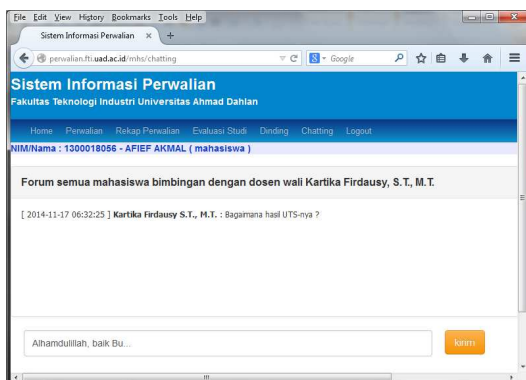 File Edit View History Bookmarks Tools Help
Sistem Informasi Perwalian × +
perwalian.fti.uad.ac.id/mhs/chatting Google
Sistem Informasi Perwalian
Fakultas Teknologi Industri Universitas Ahmad Dahlan
Home Perwalian Rekap Perwalian Evaluasi Studi Dinding Chatting Logout
NIM/Nama : 1300018056 - AFIEF AKMAL ( mahasiswa )
Forum semua mahasiswa bimbingan dengan dosen wali Kartika Firdausy, S.T., M.T.
[ 2014-11-17 06:32:25 ] Kartika Firdausy S.T., M.T. : Bagaimana hasil UTS-nya ?
Alhamdulillah, baik Bu... kirim